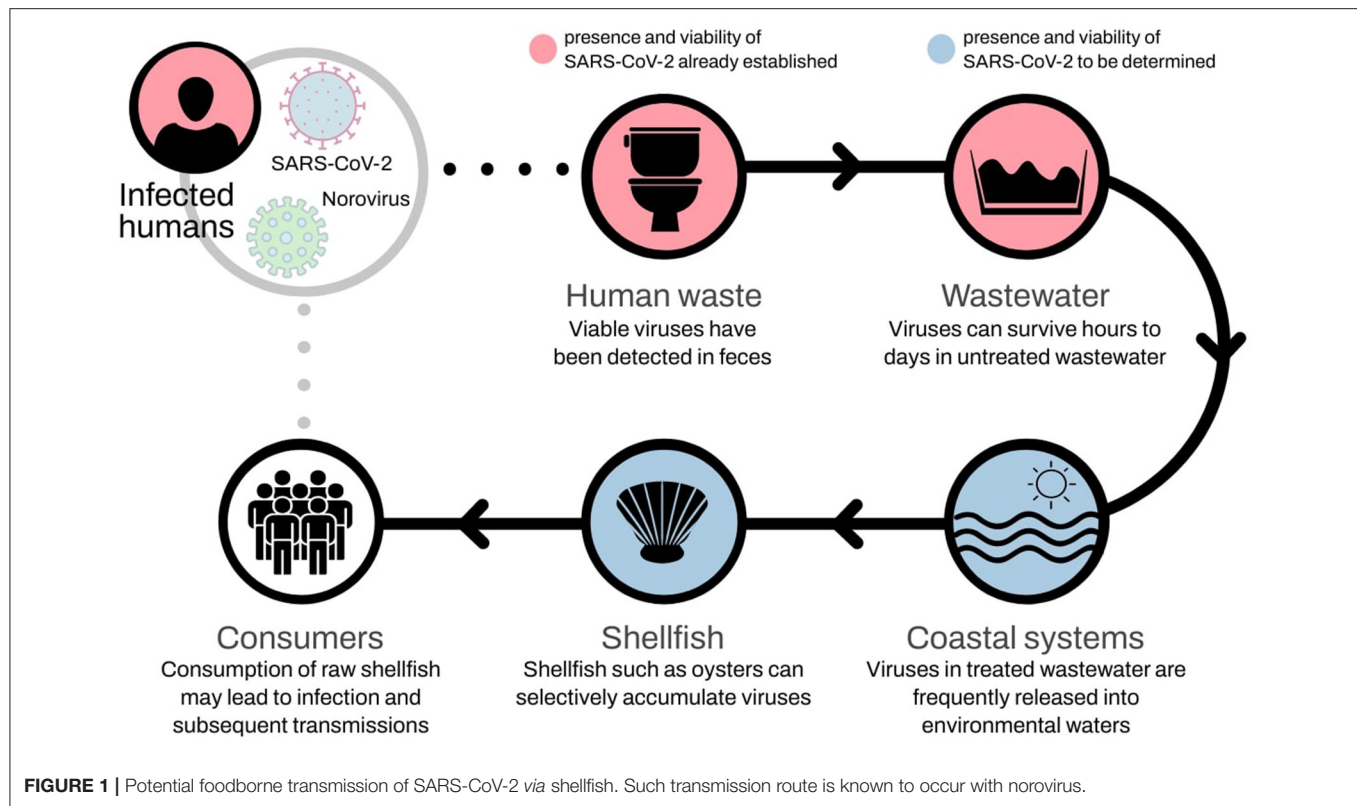 presence and viability of
SARS-CoV-2 already established
presence and viability of
SARS-CoV-2 to be determined
SARS-CoV-2
Norovirus
Infected
humans
Human waste
Viable viruses have
been detected in feces
Wastewater
Viruses can survive hours to
days in untreated wastewater
Consumers
Consumption of raw shellfish
may lead to infection and
subsequent transmissions
Shellfish
Shellfish such as oysters can
selectively accumulate viruses
Coastal systems
Viruses in treated wastewater are
frequently released into
environmental waters
FIGURE 1 | Potential foodborne transmission of SARS-CoV-2 via shellfish. Such transmission route is known to occur with norovirus.